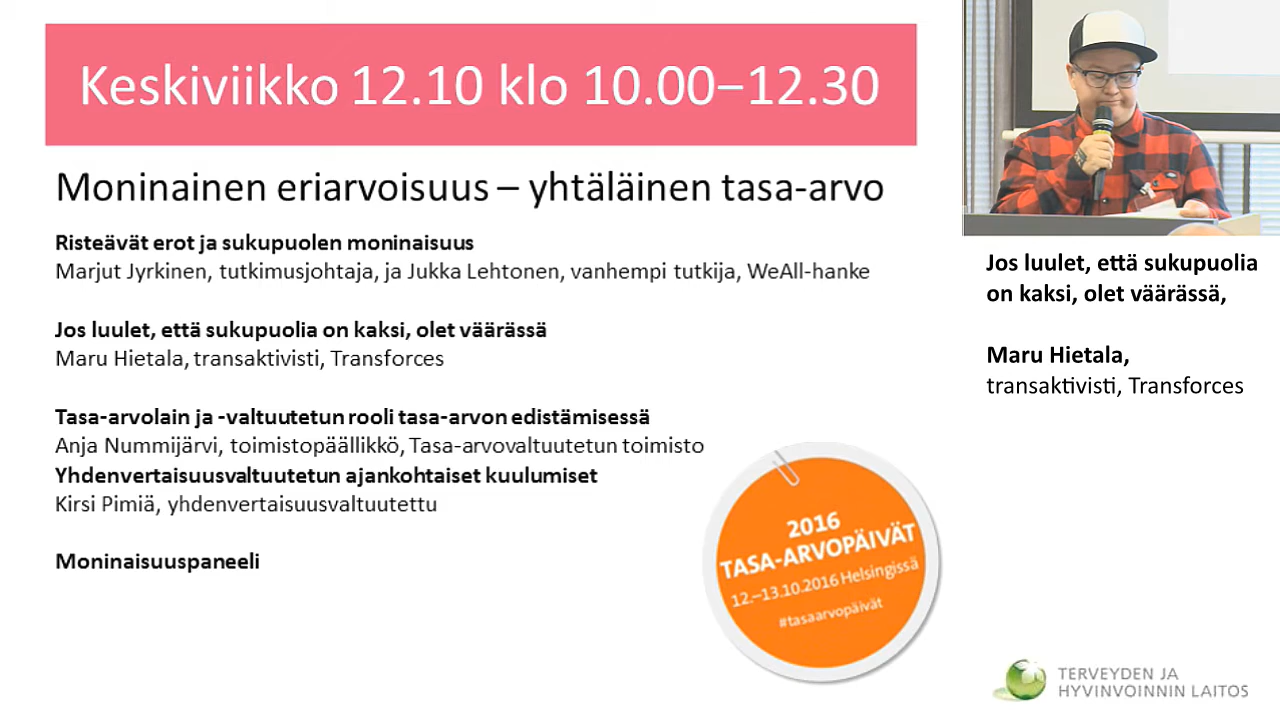 Keskiviikko 12.10 klo 10.00–12.30
Moninainen eriarvoisuus – yhtäläinen tasa-arvo
Risteävät erot ja sukupuolen moninaisuus
Marjut Jyrkinen, tutkimusjohtaja, ja Jukka Lehtonen, vanhempi tutkija, WeAll-hanke
Jos luulet, että sukupuolia on kaksi, olet väärässä
Maru Hietala, transaktivisti, Transforces
Tasa-arvolain ja -valtuutetun rooli tasa-arvon edistämisessä
Anja Nummijärvi, toimistopäällikkö, Tasa-arvovaltuutetun toimisto
Yhdenvertaisuusvaltuutetun ajankohtaiset kuulumiset
Kirsi Pimiä, yhdenvertaisuusvaltuutettu
Moninaisuuspaneeli
2016
TASA-ARVOPÄIVÄT
12.–13.10.2016 Helsingissä
#tasaarvopäivät
Jos luulet, että sukupuolia
on kaksi, olet väärässä,
Maru Hietala,
transaktivisti, Transforces
TERVEYDEN JA
HYVINVOINNIN LAITOS